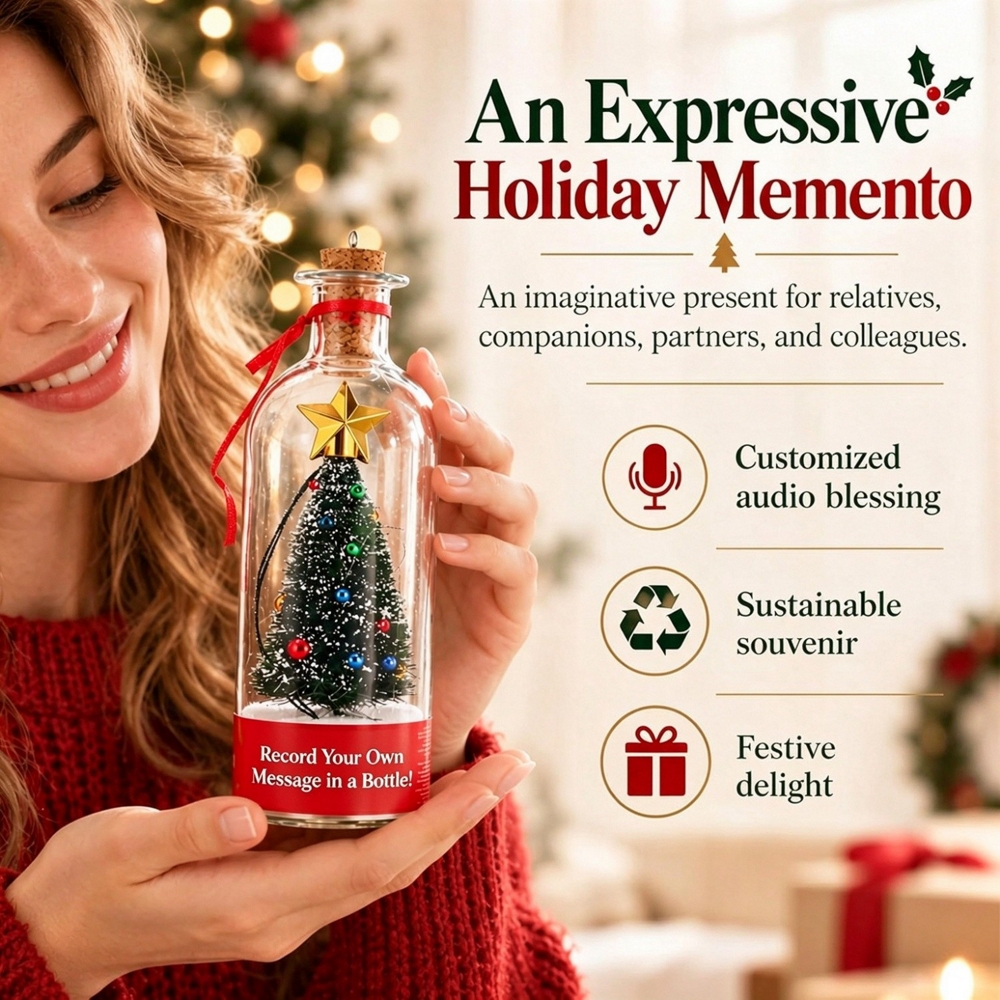 An Expressive
Holiday Memento
An imaginative present for relatives,
companions, partners, and colleagues.
Customized
audio blessing
Sustainable
souvenir
Festive
delight
Record Your Own
Message in a Bottle!